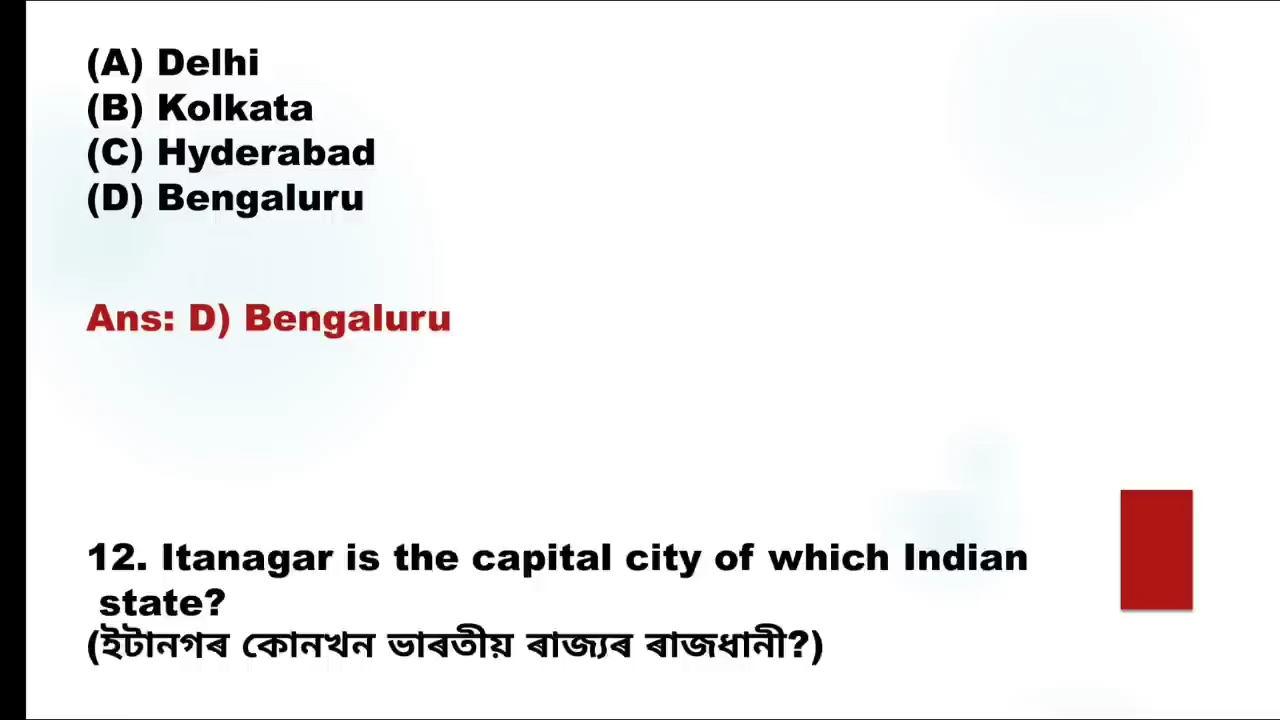 (A) Delhi
(B) Kolkata
(C) Hyderabad
(D) Bengaluru
Ans: D) Bengaluru
12. Itanagar is the capital city of which Indian
state?
(ইটানগৰ কোনখন ভাৰতীয় ৰাজ্যৰ ৰাজধানী?)